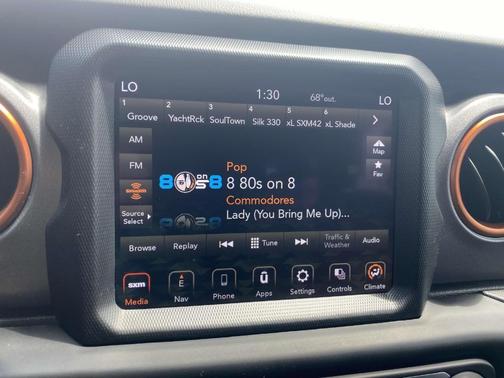 LO 1:30 68°out. LO
1 2 3 4 5 6
Groove YachtRck SoulTown Silk 330 xL SXM42 xL Shade
AM
Map
FM
Pop
Fav
8 on 80s 8 8 80s on 8
SiriusXM
Commodores
Source Select
Lady (You Bring Me Up)...
Browse Replay Tune Traffic & Weather Audio
sxm E ū
Media Nav Phone Apps Settings Controls Climate